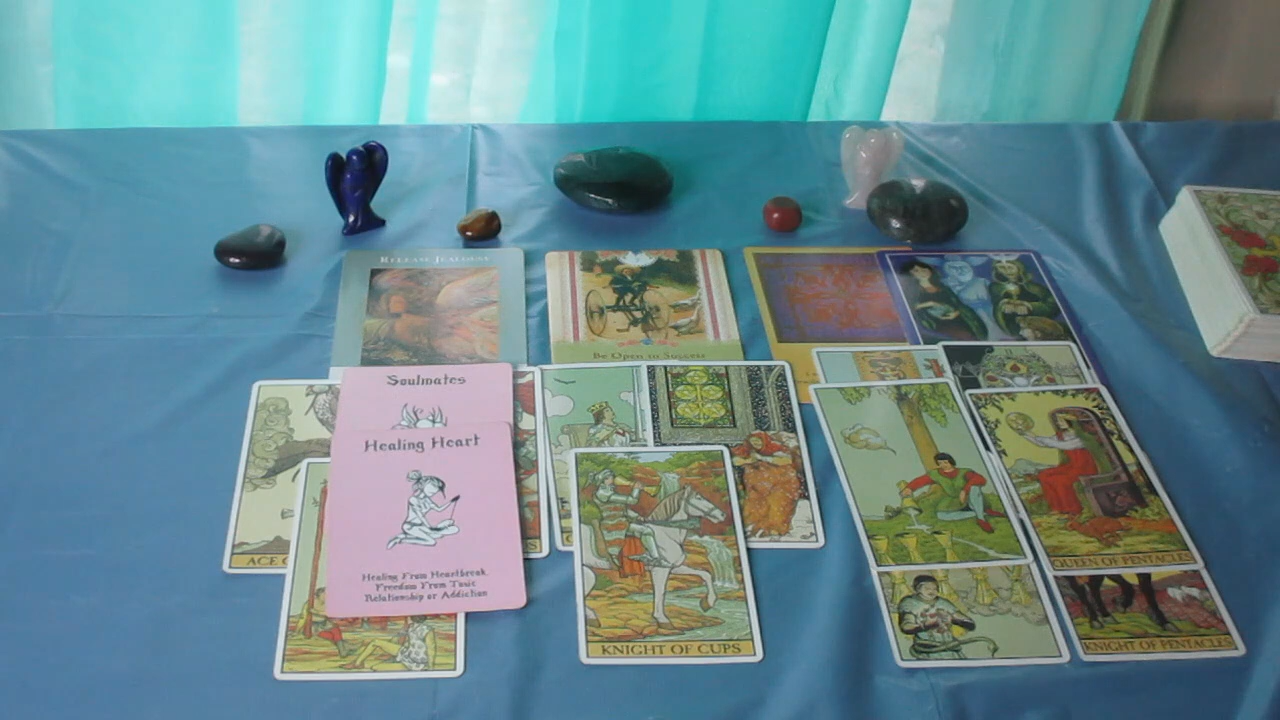 RELEASE JEALOUSY
Be Open to Success
Soulmates
Healing Heart
Healing From Heartbreak,
Freedom From Toxic
Relationship or Addiction
ACE
KNIGHT OF CUPS
QUEEN OF PENTACLES
KNIGHT OF PENTACLES